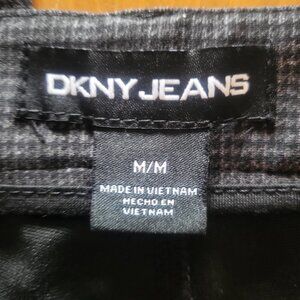 DKNY JEANS
M/M
MADE IN VIETNAM
HECHO EN
VIETNAM